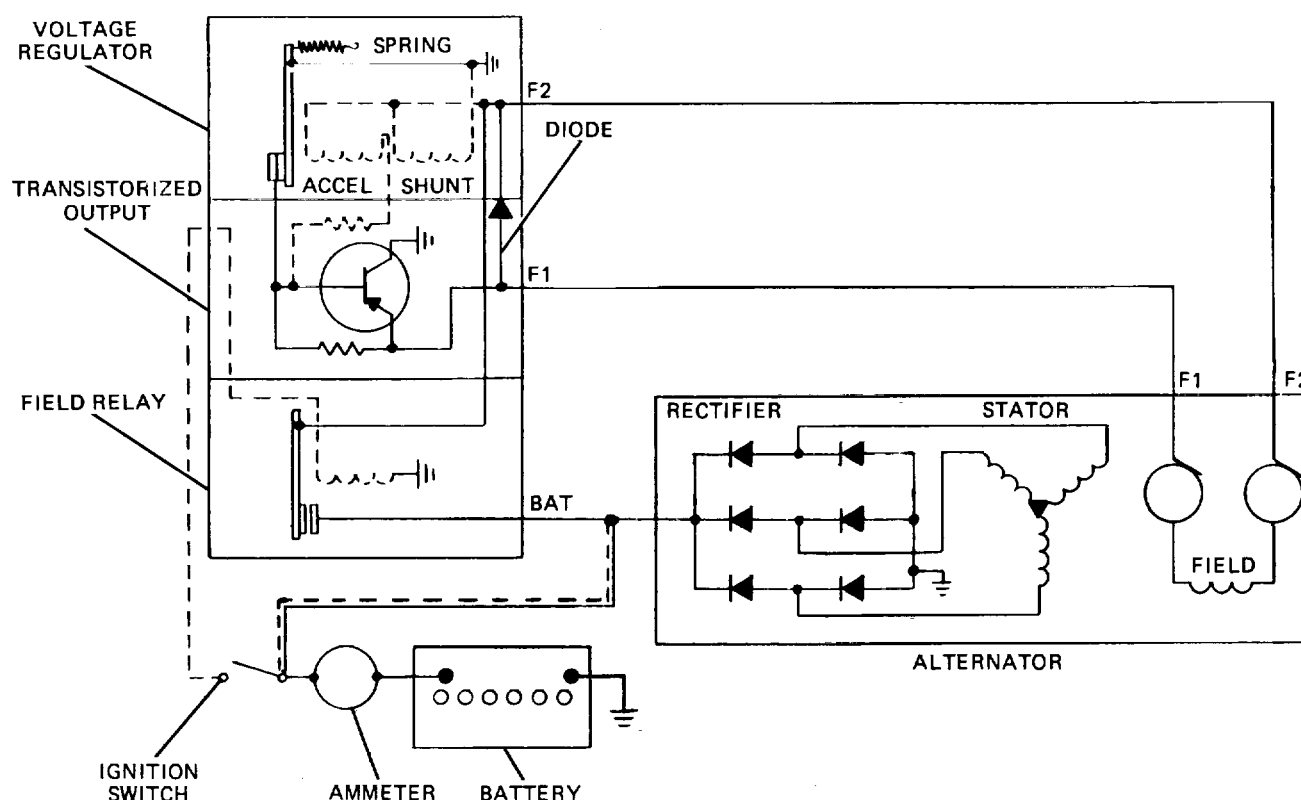 VOLTAGE
REGULATOR
SPRING
F2
DIODE
TRANSISTORIZED
OUTPUT
ACCEL
SHUNT
F1
FIELD RELAY
F1
F2
RECTIFIER
STATOR
BAT
FIELD
ALTERNATOR
IGNITION
SWITCH
AMMETER
BATTERY